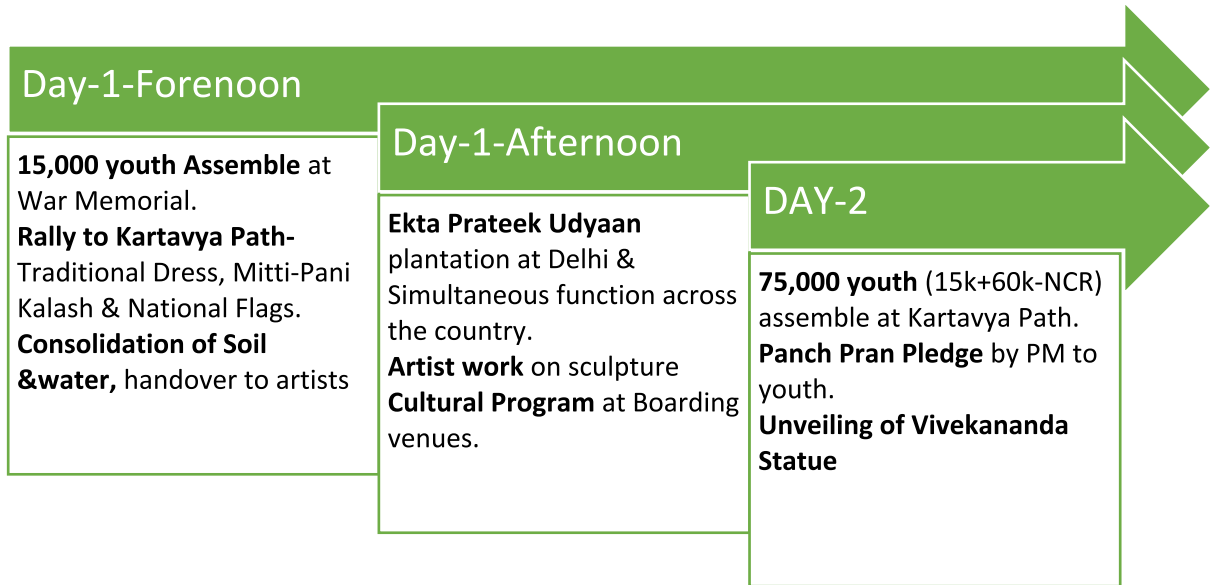 Day-1-Forenoon
15,000 youth Assemble at
War Memorial.
Rally to Kartavya Path-
Traditional Dress, Mitti-Pani
Kalash & National Flags.
Consolidation of Soil
&water, handover to artists
Day-1-Afternoon
Ekta Prateek Udyaan
plantation at Delhi &
Simultaneous function across
the country.
Artist work on sculpture
Cultural Program at Boarding
venues.
DAY-2
75,000 youth (15k+60k-NCR)
assemble at Kartavya Path.
Panch Pran Pledge by PM to
youth.
Unveiling of Vivekananda
Statue